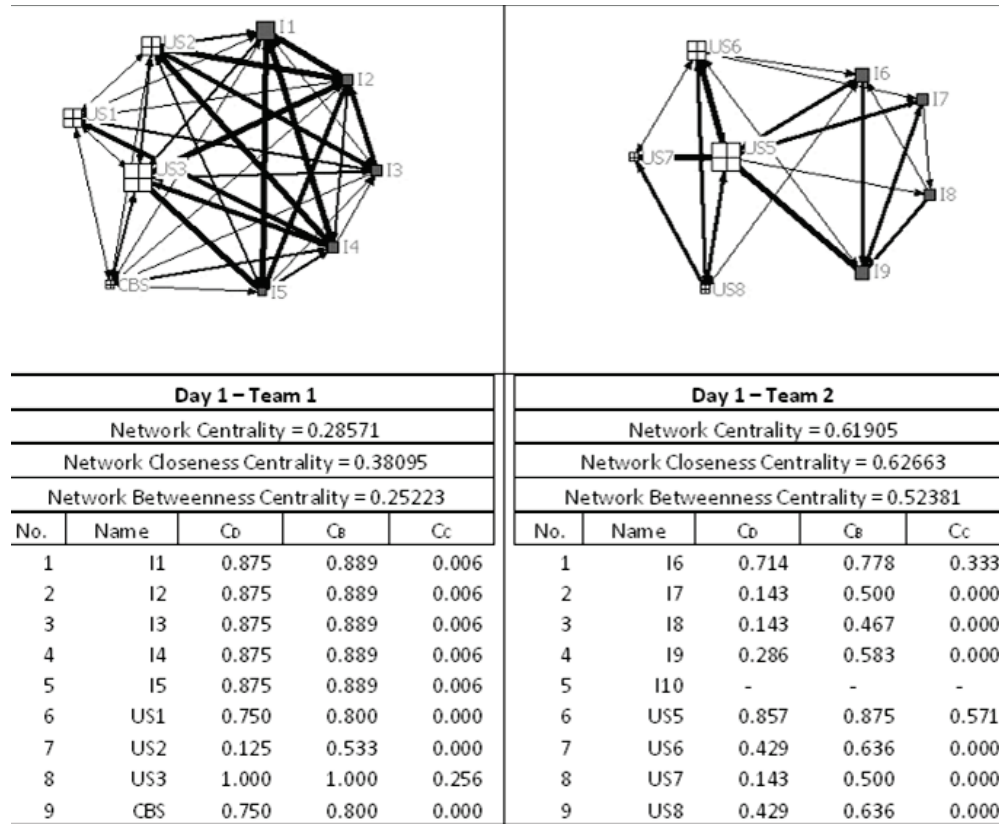 US2
I1
I2
US1
US3
I3
I4
CBS
I5
US6
I6
I7
US5
US7
I8
I9
US8
Day 1 – Team 1
Network Centrality = 0.28571
Network Closeness Centrality = 0.38095
Network Betweenness Centrality = 0.25223
No. Name CD CB CC
1 I1 0.875 0.889 0.006
2 I2 0.875 0.889 0.006
3 I3 0.875 0.889 0.006
4 I4 0.875 0.889 0.006
5 I5 0.875 0.889 0.006
6 US1 0.750 0.800 0.000
7 US2 0.125 0.533 0.000
8 US3 1.000 1.000 0.256
9 CBS 0.750 0.800 0.000
Day 1 – Team 2
Network Centrality = 0.61905
Network Closeness Centrality = 0.62663
Network Betweenness Centrality = 0.52381
No. Name CD CB CC
1 I6 0.714 0.778 0.333
2 I7 0.143 0.500 0.000
3 I8 0.143 0.467 0.000
4 I9 0.286 0.583 0.000
5 I10 - - -
6 US5 0.857 0.875 0.571
7 US6 0.429 0.636 0.000
8 US7 0.143 0.500 0.000
9 US8 0.429 0.636 0.000